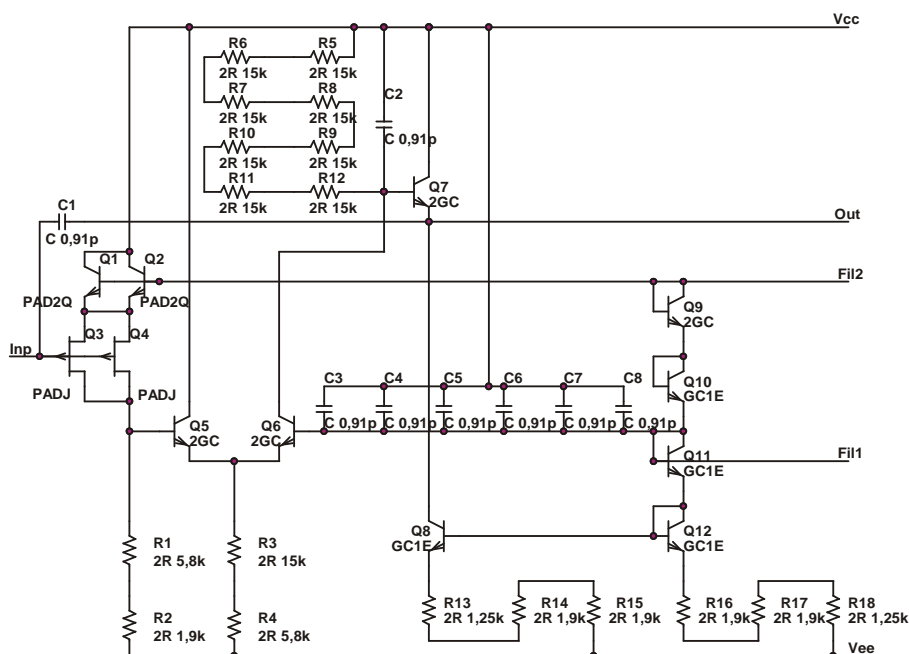 Vcc
R6
R5
2R 15k
2R 15k
R7
R8
C2
2R 15k
2R 15k
R10
R9
C 0,91p
2R 15k
2R 15k
R11
R12
Q7
2GC
2R 15k
2R 15k
C1
Out
C 0,91p
Q1
Q2
Fil2
PAD2Q
PAD2Q
Q9
2GC
Q3
Q4
Inp
Q10
GC1E
C3
C4
C5
C6
C7
C8
PADJ
PADJ
Q5
2GC
Q6
2GC
C 0,91p
C 0,91p
C 0,91p
C 0,91p
C 0,91p
C 0,91p
Q11
GC1E
Fil1
R1
2R 5,8k
R3
2R 15k
Q8
GC1E
Q12
GC1E
R2
2R 1,9k
R4
2R 5,8k
R13
2R 1,25k
R14
2R 1,9k
R15
2R 1,9k
R16
2R 1,9k
R17
2R 1,9k
R18
2R 1,25k
Vee